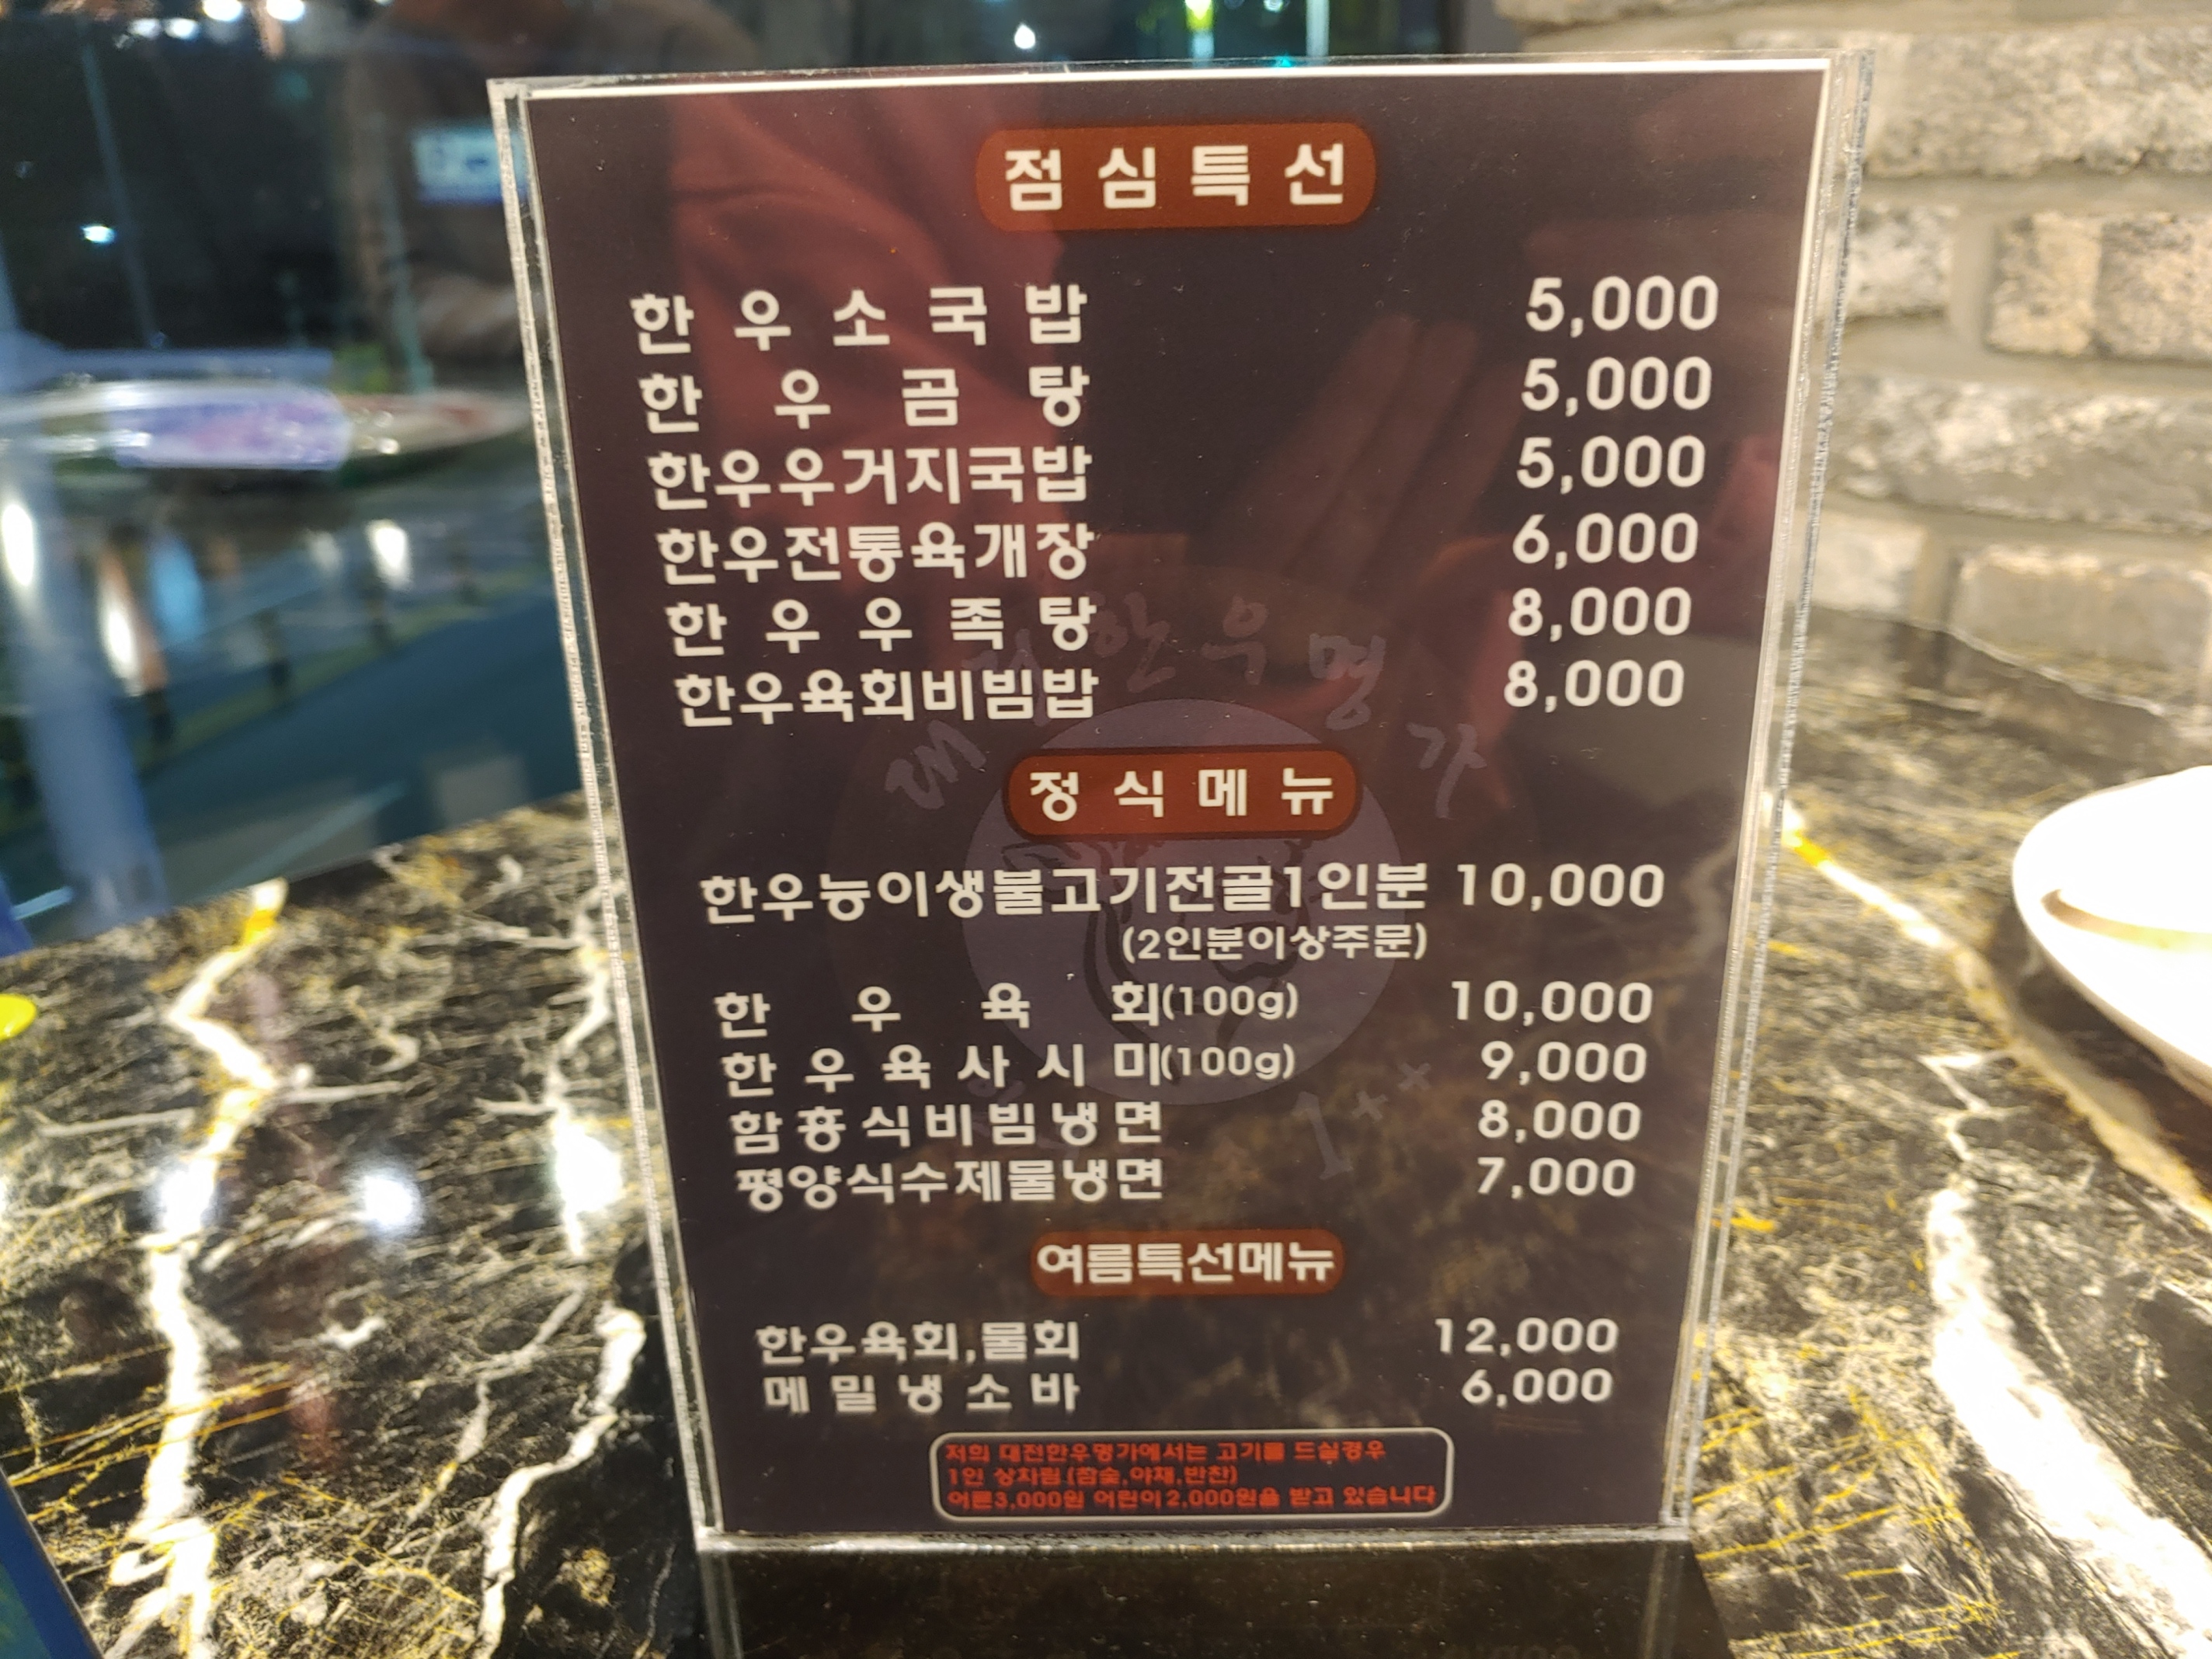 점심특선
한우소국밥 5,000
한우곰탕 5,000
한우우거지국밥 5,000
한우전통육개장 6,000
한우우족탕 8,000
한우육회비빔밥 8,000
대전한우명가
정식메뉴
한우능이생불고기전골1인분 10,000
(2인분이상주문)
한우육회(100g) 10,000
한우육사시미(100g) 9,000
1++
함흥식비빔냉면 8,000
평양식수제물냉면 7,000
여름특선메뉴
한우육회,물회 12,000
메밀냉소바 6,000
저희 대전한우명가에서는 고기를 드실경우
1인 상차림(참숯,야채,반찬)
어른3,000원 어린이2,000원을 받고 있습니다